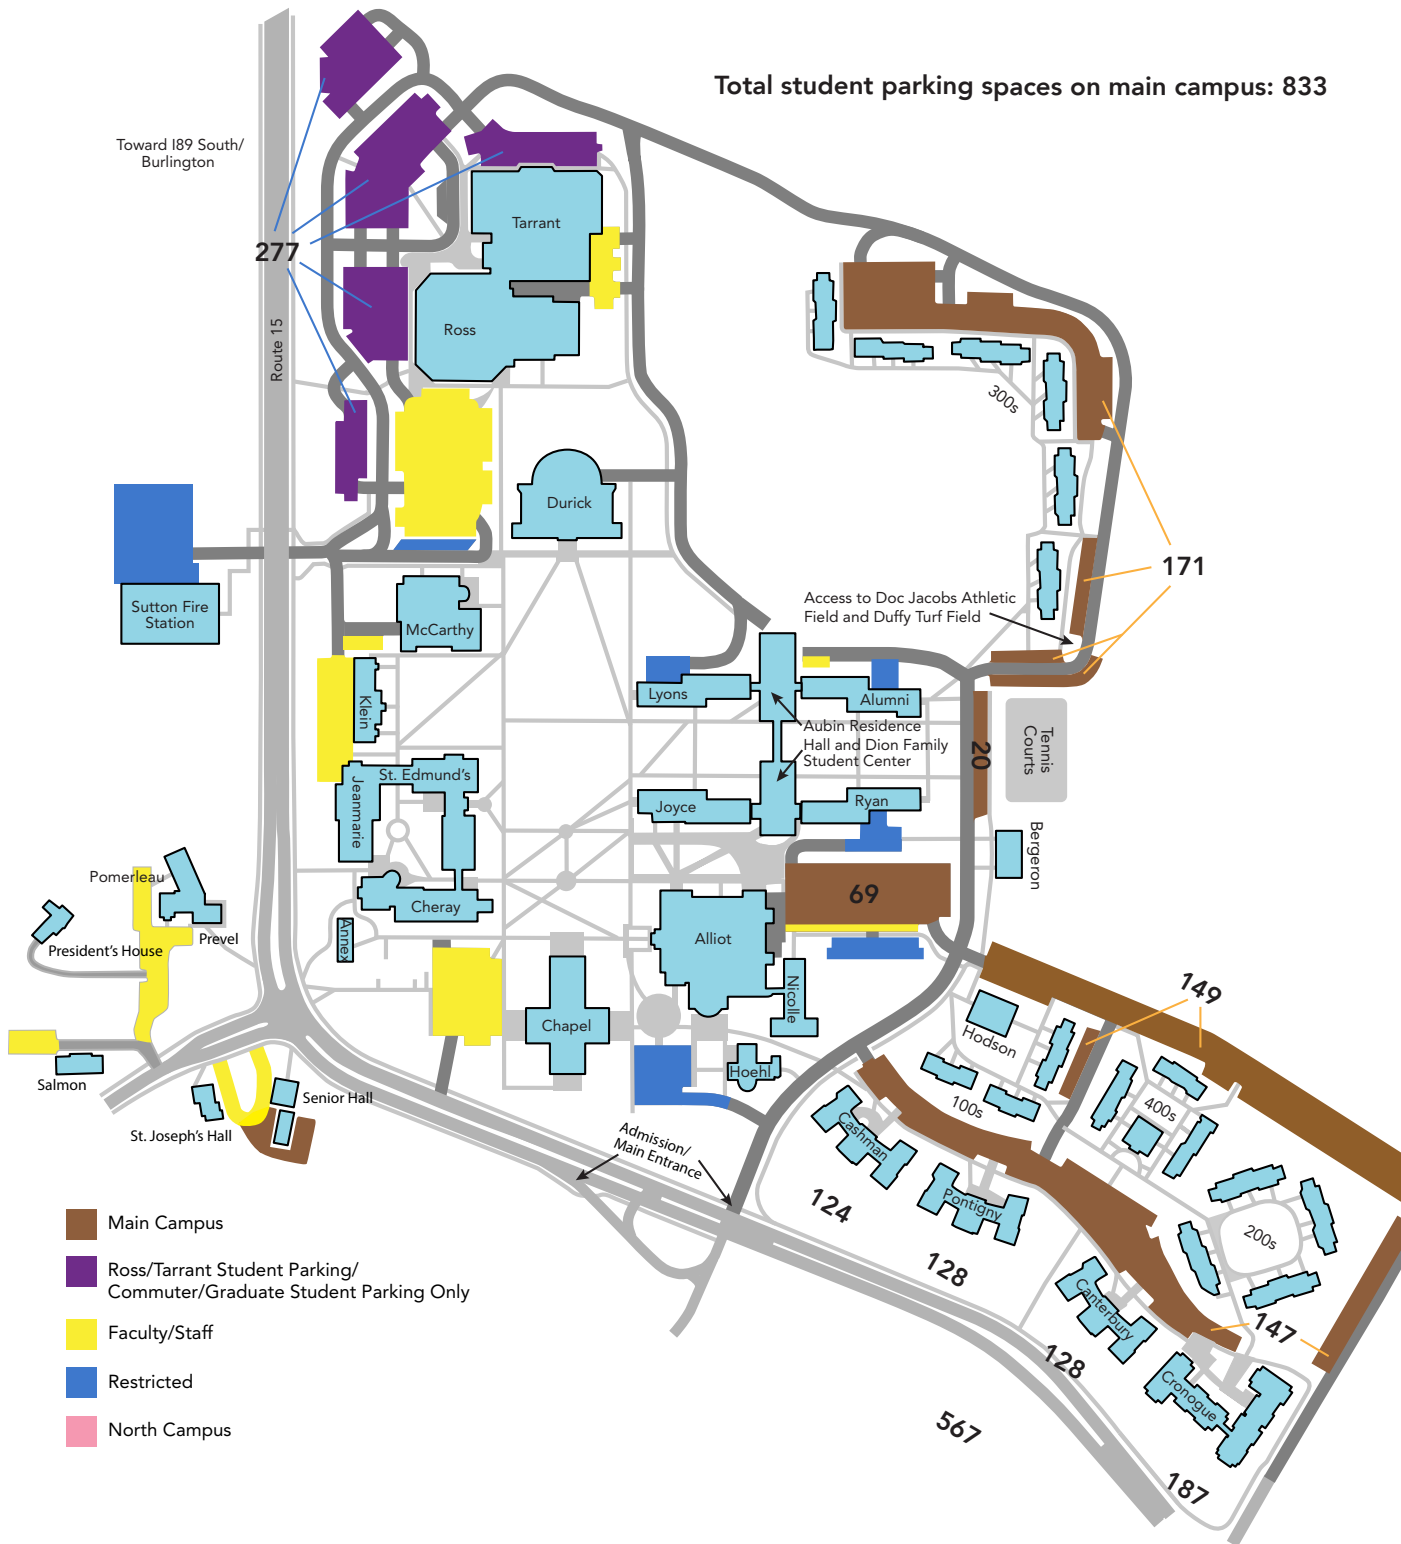 Total student parking spaces on main campus: 833
Toward I89 South/
Burlington
Tarrant
277
Route 15
Ross
300s
Durick
171
Access to Doc Jacobs Athletic
Field and Duffy Turf Field
Sutton Fire
Station
McCarthy
Klein
Lyons
Alumni
Aubin Residence
Hall and Dion Family
Student Center
20
Tennis
Courts
St. Edmund's
Jeanmarie
Joyce
Ryan
Bergeron
Pomerleau
69
Cheray
Annex
President's House
Prevel
Alliot
Nicolle
149
Chapel
Hodson
Salmon
Hoehl
Senior Hall
St. Joseph's Hall
100s
400s
Admission/
Main Entrance
Cashman
124
Pontigny
128
200s
Main Campus
Ross/Tarrant Student Parking/
Commuter/Graduate Student Parking Only
Faculty/Staff
Restricted
North Campus
Canterbury
147
128
Cronogue
567
187